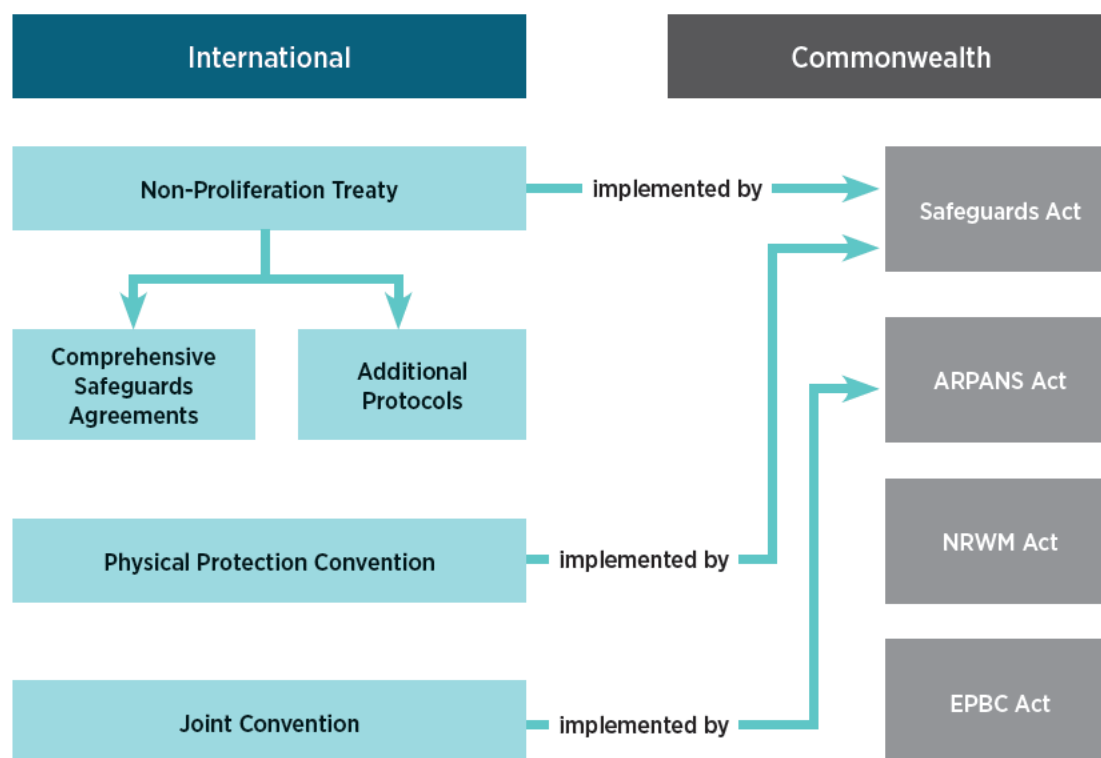 International
Commonwealth
Non-Proliferation Treaty
implemented by
Safeguards Act
Comprehensive
Safeguards
Agreements
Additional
Protocols
ARPANS Act
Physical Protection Convention
implemented by
NRWM Act
Joint Convention
implemented by
EPBC Act